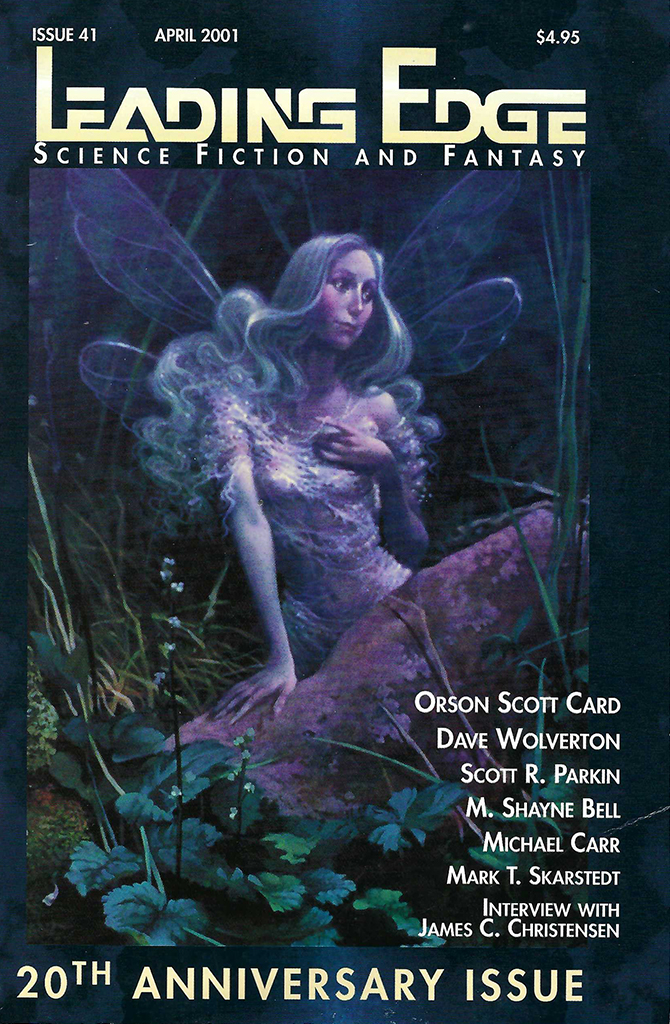 ISSUE 41 APRIL 2001 $4.95
LEADING EDGE
SCIENCE FICTION AND FANTASY
ORSON SCOTT CARD
DAVE WOLVERTON
SCOTT R. PARKIN
M. SHAYNE BELL
MICHAEL CARR
MARK T. SKARSTEDT
INTERVIEW WITH
JAMES C. CHRISTENSEN
20TH ANNIVERSARY ISSUE